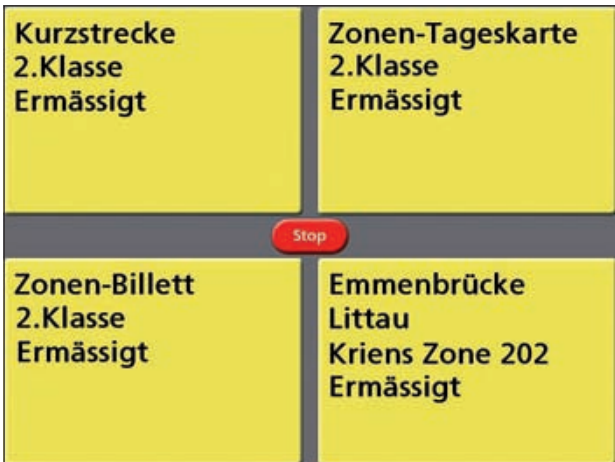 Kurzstrecke
2.Klasse
Ermässigt
Zonen-Tageskarte
2.Klasse
Ermässigt
Stop
Zonen-Billett
2.Klasse
Ermässigt
Emmenbrücke
Littau
Kriens Zone 202
Ermässigt